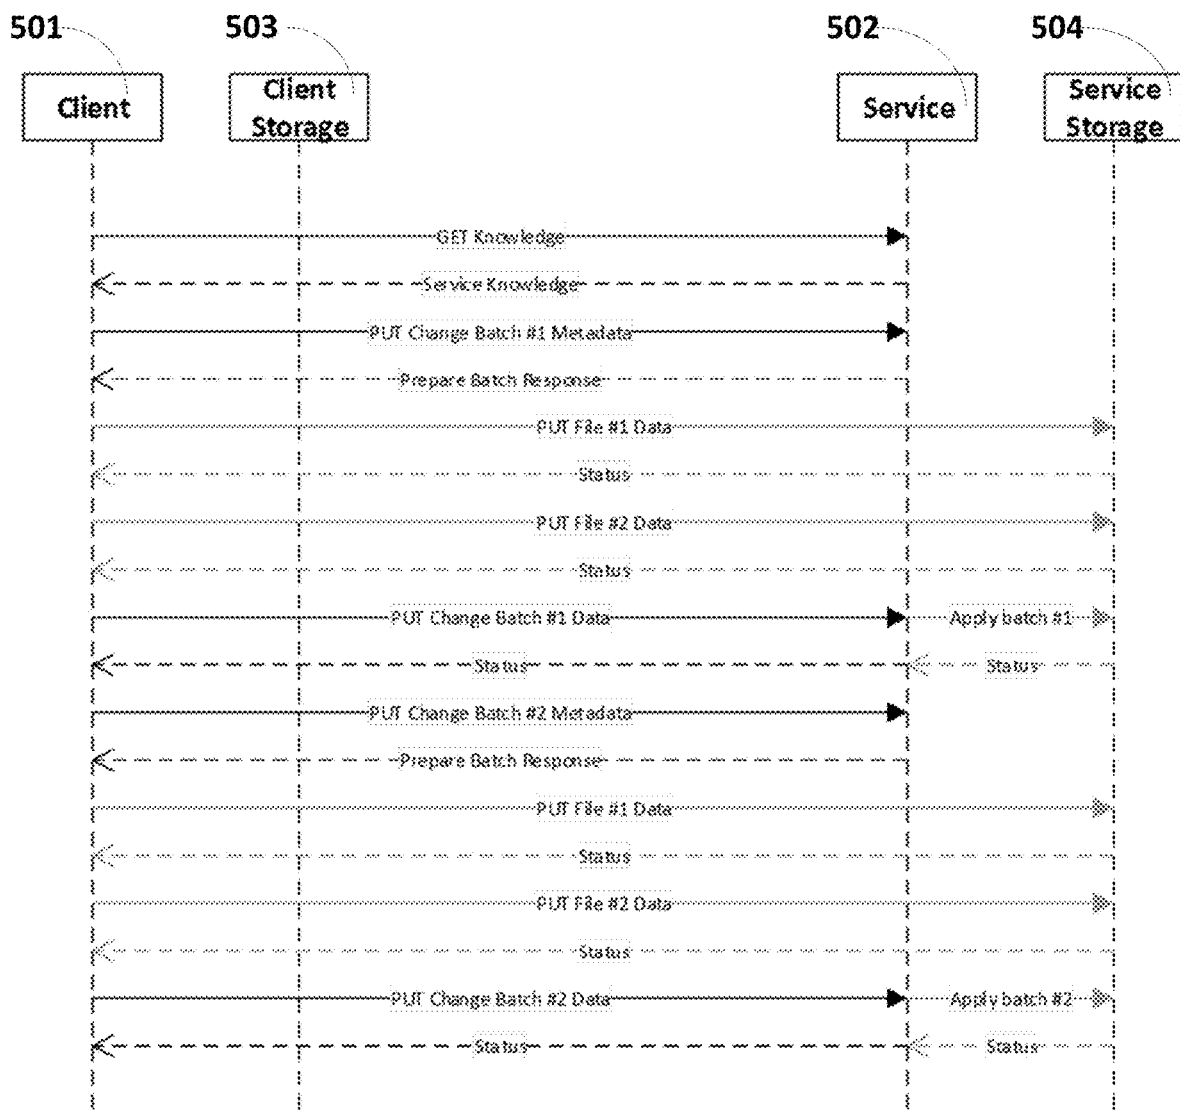 501
503
502
504
Client
Client
Storage
Service
Service
Storage
GET Knowledge
Service Knowledge
PUT Change Batch #1 Metadata
Prepare Batch Response
PUT File #1 Data
Status
PUT File #2 Data
Status
PUT Change Batch #1 Data
Apply batch #1
Status
Status
PUT Change Batch #2 Metadata
Prepare Batch Response
PUT File #1 Data
Status
PUT File #2 Data
Status
PUT Change Batch #2 Data
Apply batch #2
Status
Status